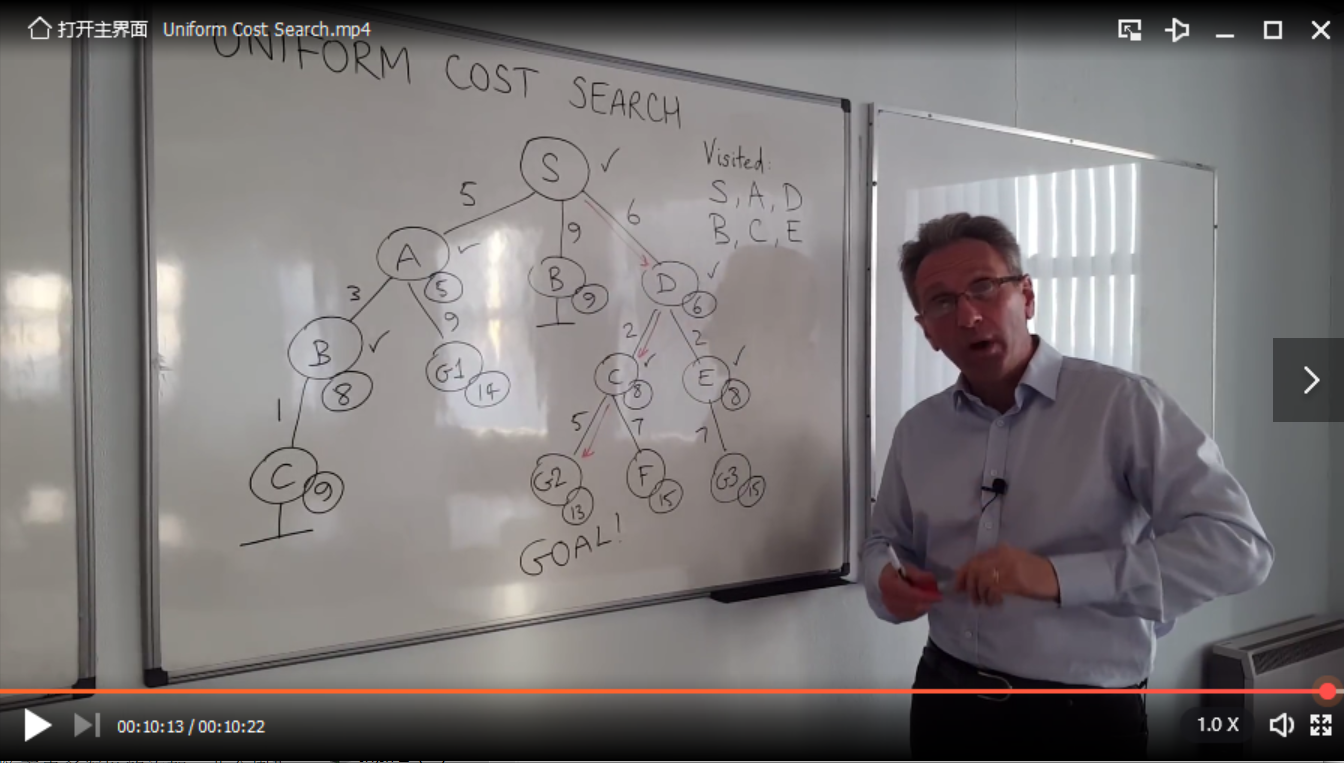 打开主界面 Uniform Cost Search.mp4
UNIFORM COST SEARCH
Visited:
S, A, D
B, C, E
S
5
9
6
A
5
B
9
D
6
3
9
2
2
B
8
G1
14
C
8
E
8
1
5
7
7
C
9
G2
13
F
15
G3
15
GOAL!
00:10:13 / 00:10:22
1.0 X